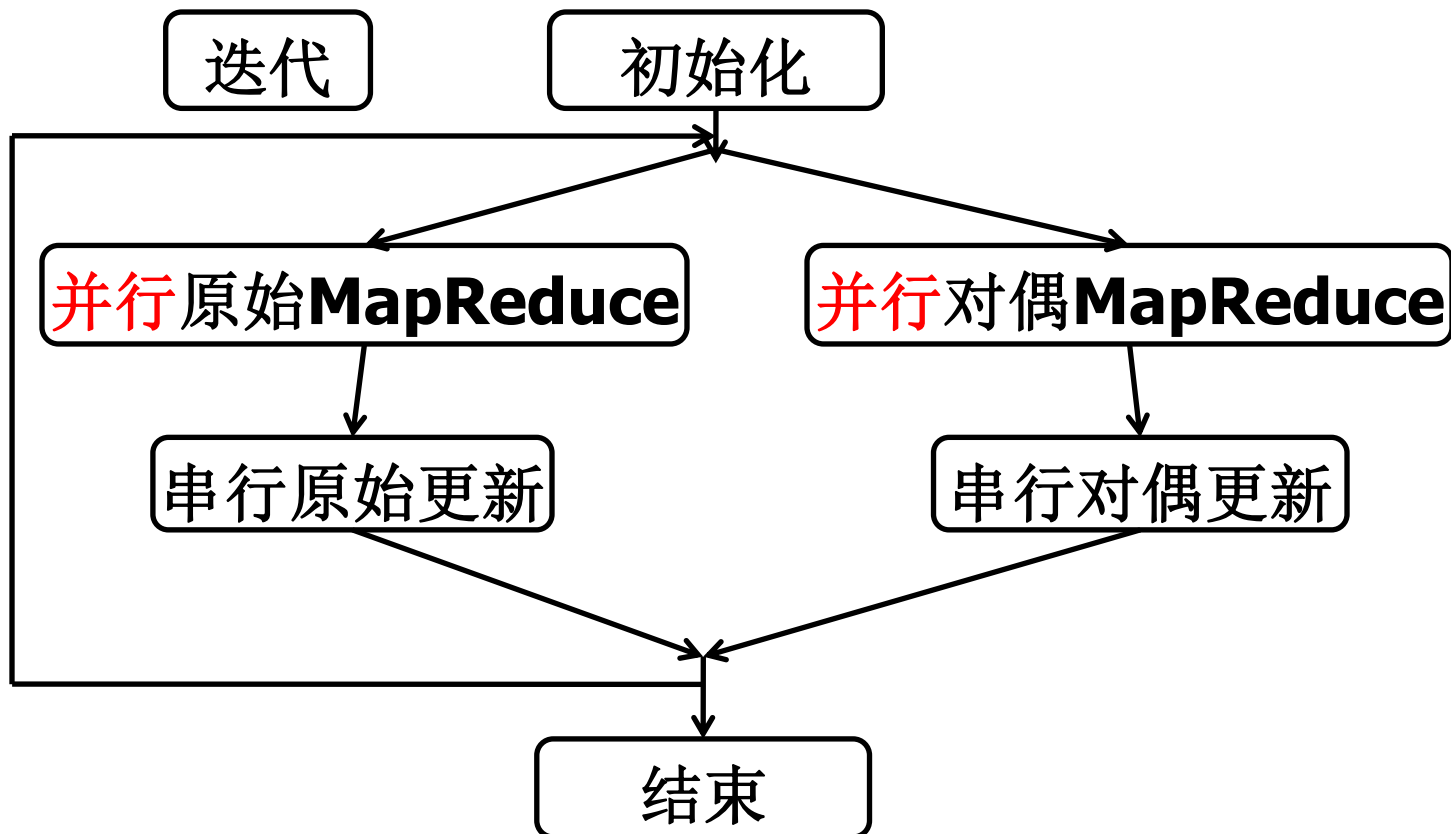 迭代
初始化
并行原始MapReduce
并行对偶MapReduce
串行原始更新
串行对偶更新
结束